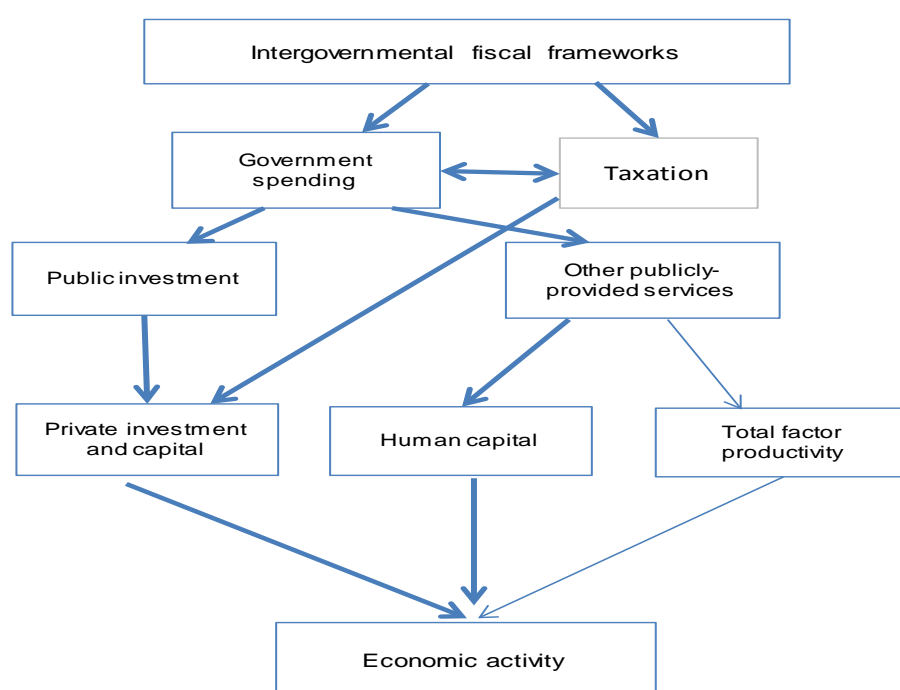 Intergovernmental fiscal frameworks
Government
spending
Taxation
Public investment
Other publicly-
provided services
Private investment
and capital
Human capital
Total factor
productivity
Economic activity